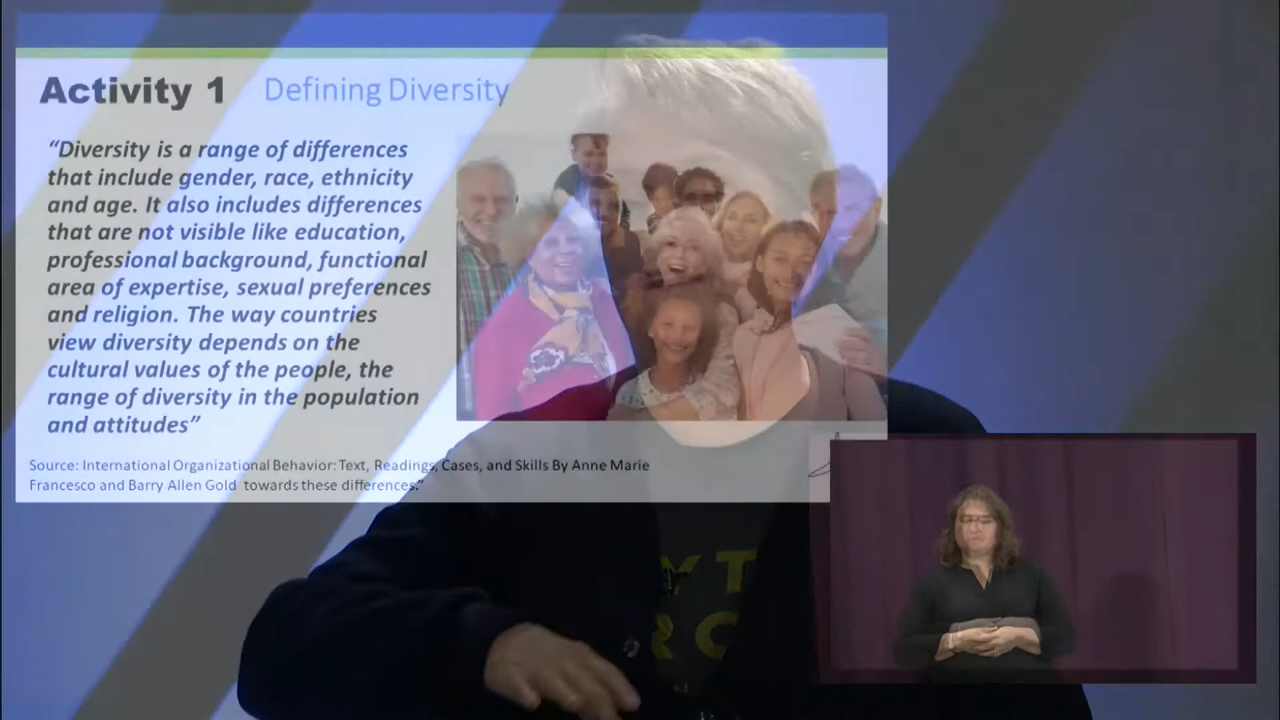 Activity 1 Defining Diversity
“Diversity is a range of differences
that include gender, race, ethnicity
and age. It also includes differences
that are not visible like education,
professional background, functional
area of expertise, sexual preferences
and religion. The way countries
view diversity depends on the
cultural values of the people, the
range of diversity in the population
and attitudes”
Source: International Organizational Behavior: Text, Readings, Cases, and Skills By Anne Marie
Francesco and Barry Allen Gold towards these differences.”